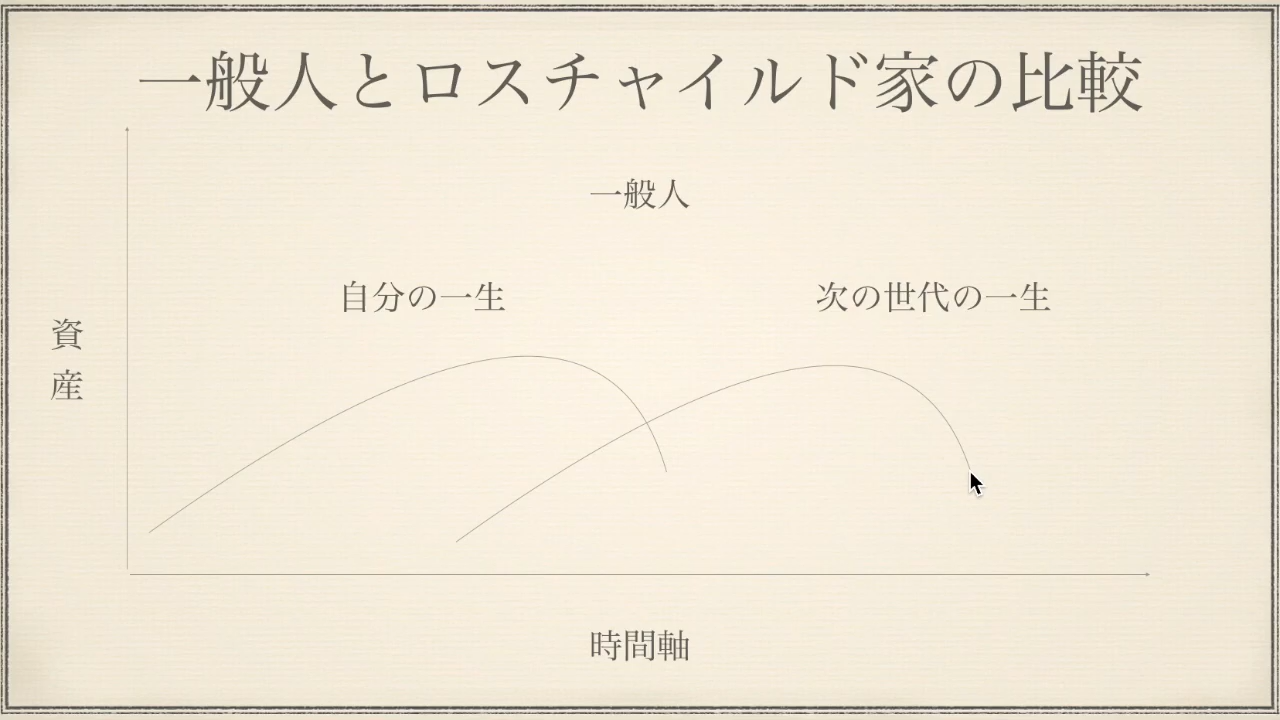 一般人とロスチャイルド家の比較
一般人
自分の一生
次の世代の一生
資産
時間軸